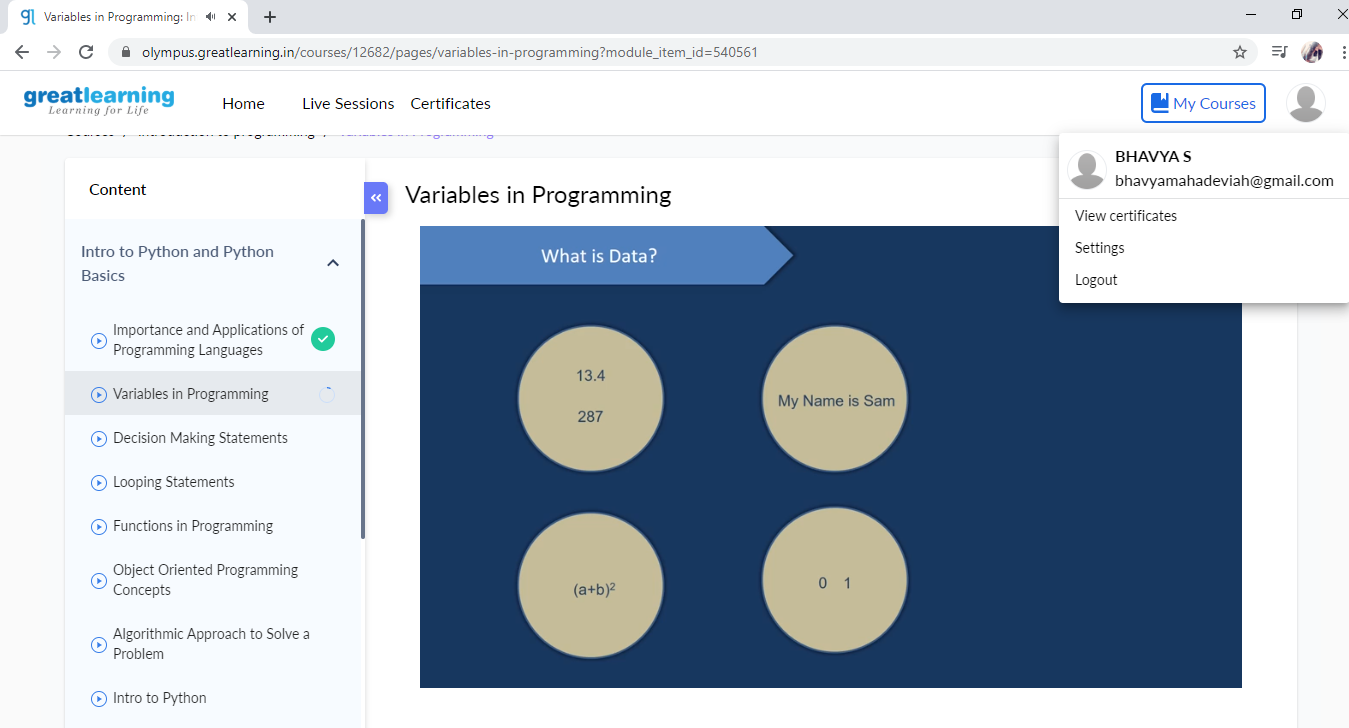 Variables in Programming: In
olympus.greatlearning.in/courses/12682/pages/variables-in-programming?module_item_id=540561
greatlearning
Learning for Life
Home
Live Sessions
Certificates
My Courses
Courses / Introduction to programming / Variables in Programming
BHAVYA S
bhavyamahadeviah@gmail.com
View certificates
Settings
Logout
Content
Intro to Python and Python
Basics
Importance and Applications of
Programming Languages
Variables in Programming
Decision Making Statements
Looping Statements
Functions in Programming
Object Oriented Programming
Concepts
Algorithmic Approach to Solve a
Problem
Intro to Python
Variables in Programming
What is Data?
13.4
287
My Name is Sam
(a+b)²
0 1